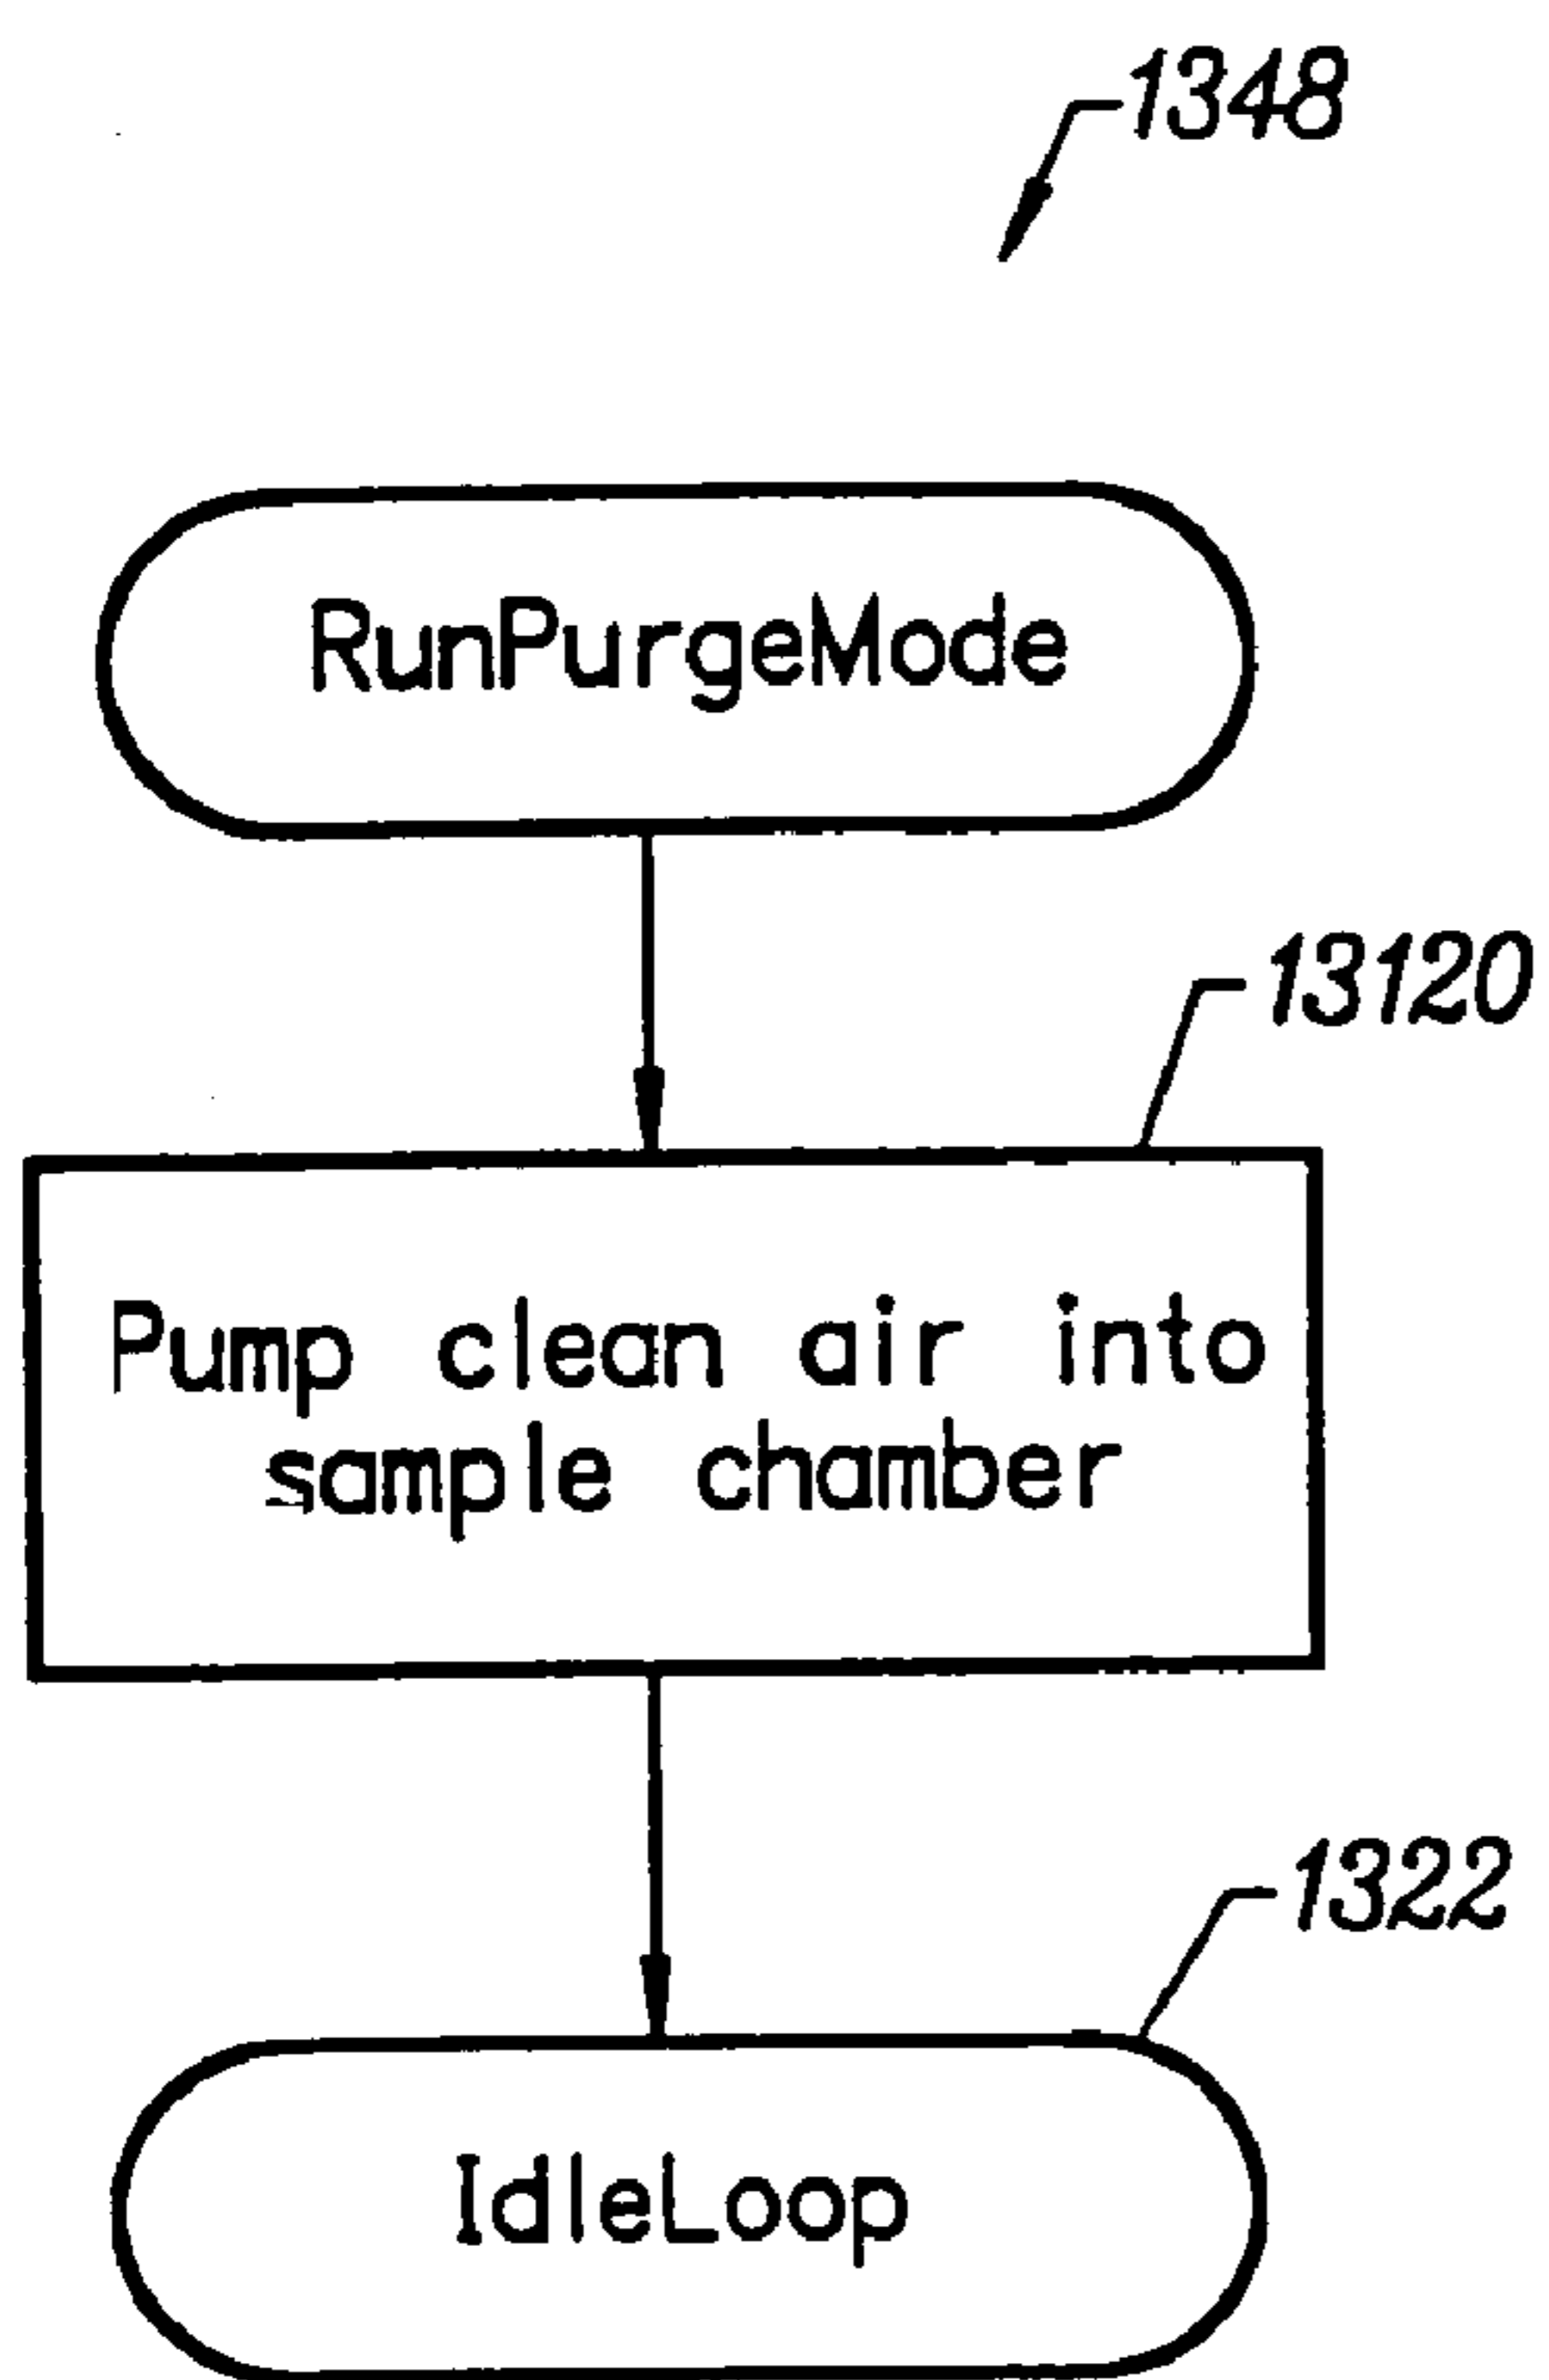 1348
RunPurgeMode
13120
Pump clean air into
sample chamber
1322
IdleLoop